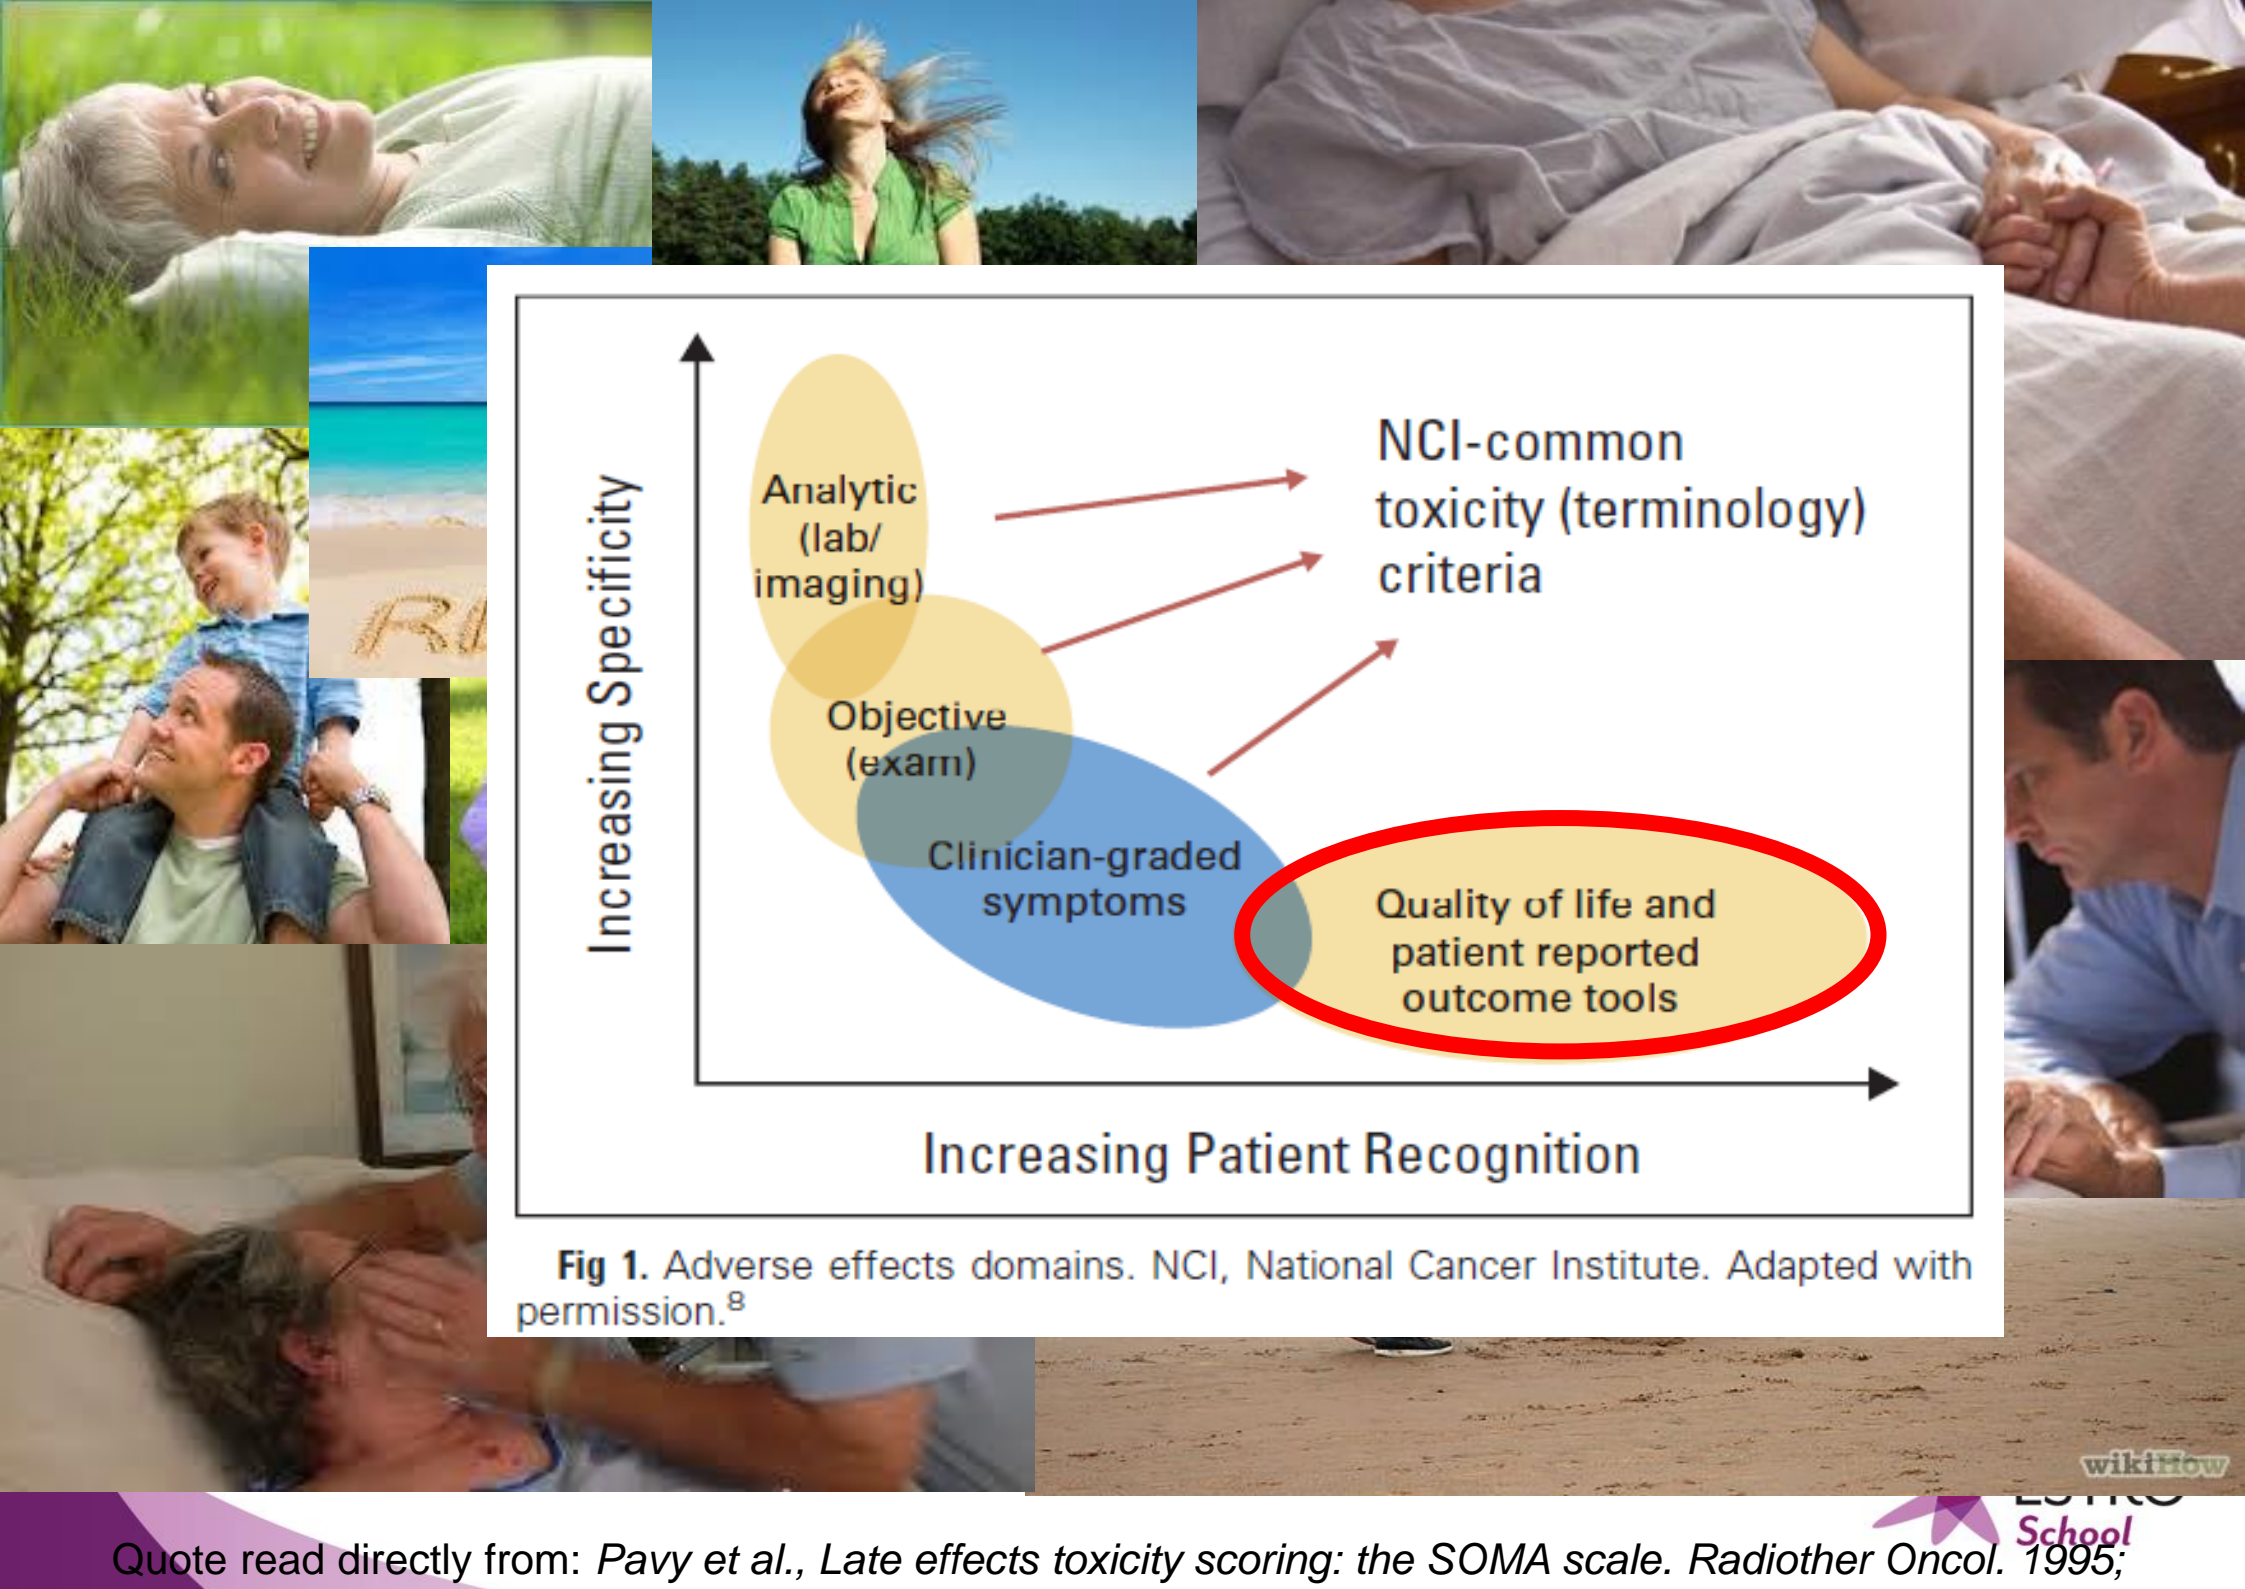 NCI-common
toxicity (terminology)
criteria
Analytic
(lab/
imaging)
Increasing Specificity
Objective
(exam)
Clinician-graded
symptoms
Quality of life and
patient reported
outcome tools
Increasing Patient Recognition
Fig 1. Adverse effects domains. NCI, National Cancer Institute. Adapted with
permission.8
wikiHow
School
Quote read directly from: Pavy et al., Late effects toxicity scoring: the SOMA scale. Radiother Oncol. 1995;